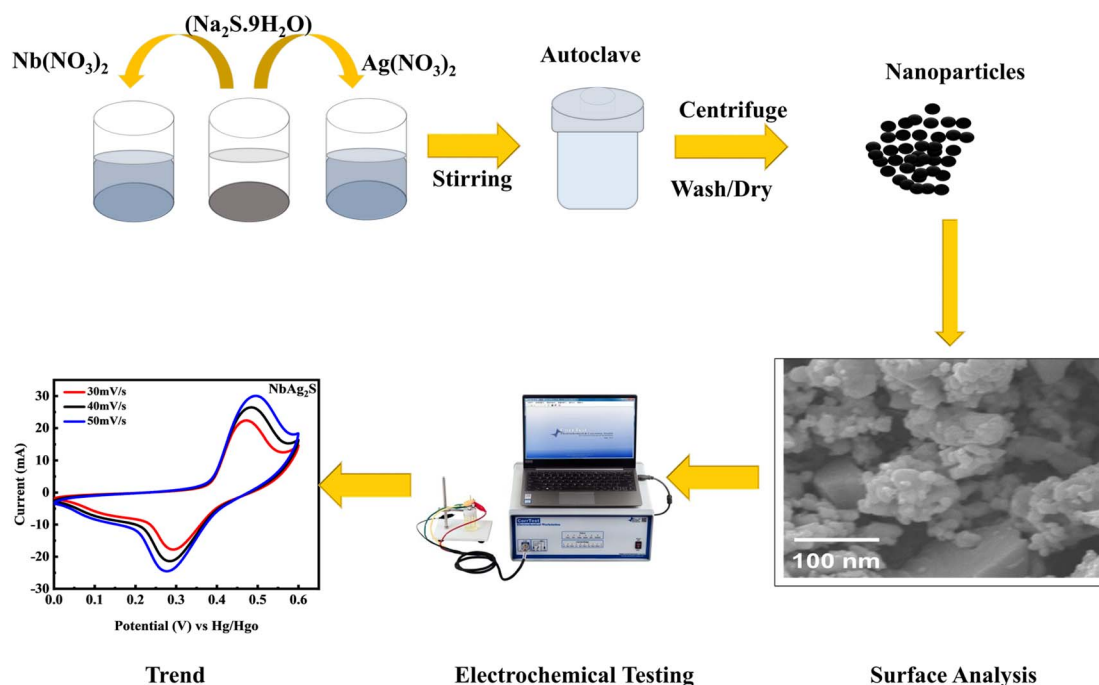 (Na₂S.9H₂O)
Nb(NO₃)₂
Ag(NO₃)₂
Autoclave
Nanoparticles
Centrifuge
Stirring
Wash/Dry
NbAg₂S
30mV/s
40mV/s
50mV/s
Current (mA)
30
20
10
0
-10
-20
-30
0.0 0.1 0.2 0.3 0.4 0.5 0.6
Potential (V) vs Hg/Hgo
CorrTest
100 nm
Trend
Electrochemical Testing
Surface Analysis